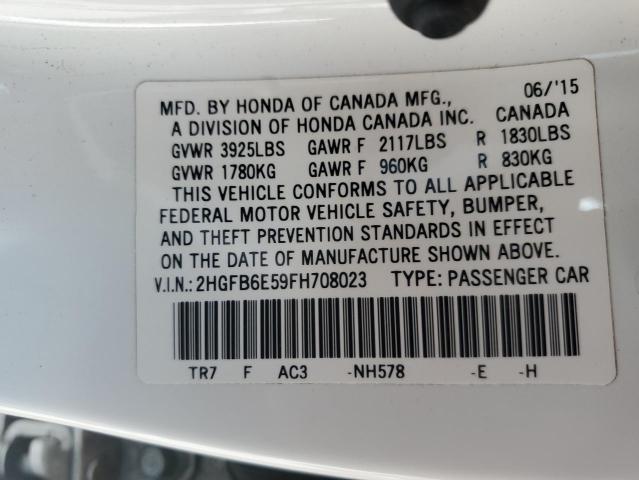 06/'15
MFD. BY HONDA OF CANADA MFG., CANADA
A DIVISION OF HONDA CANADA INC.
GVWR 3925LBS GAWR F 2117LBS R 1830LBS
GVWR 1780KG GAWR F 960KG R 830KG
THIS VEHICLE CONFORMS TO ALL APPLICABLE
FEDERAL MOTOR VEHICLE SAFETY, BUMPER,
AND THEFT PREVENTION STANDARDS IN EFFECT
ON THE DATE OF MANUFACTURE SHOWN ABOVE.
V.I.N.: 2HGFB6E59FH708023 TYPE: PASSENGER CAR
TR7 F AC3 -NH578 -E -H